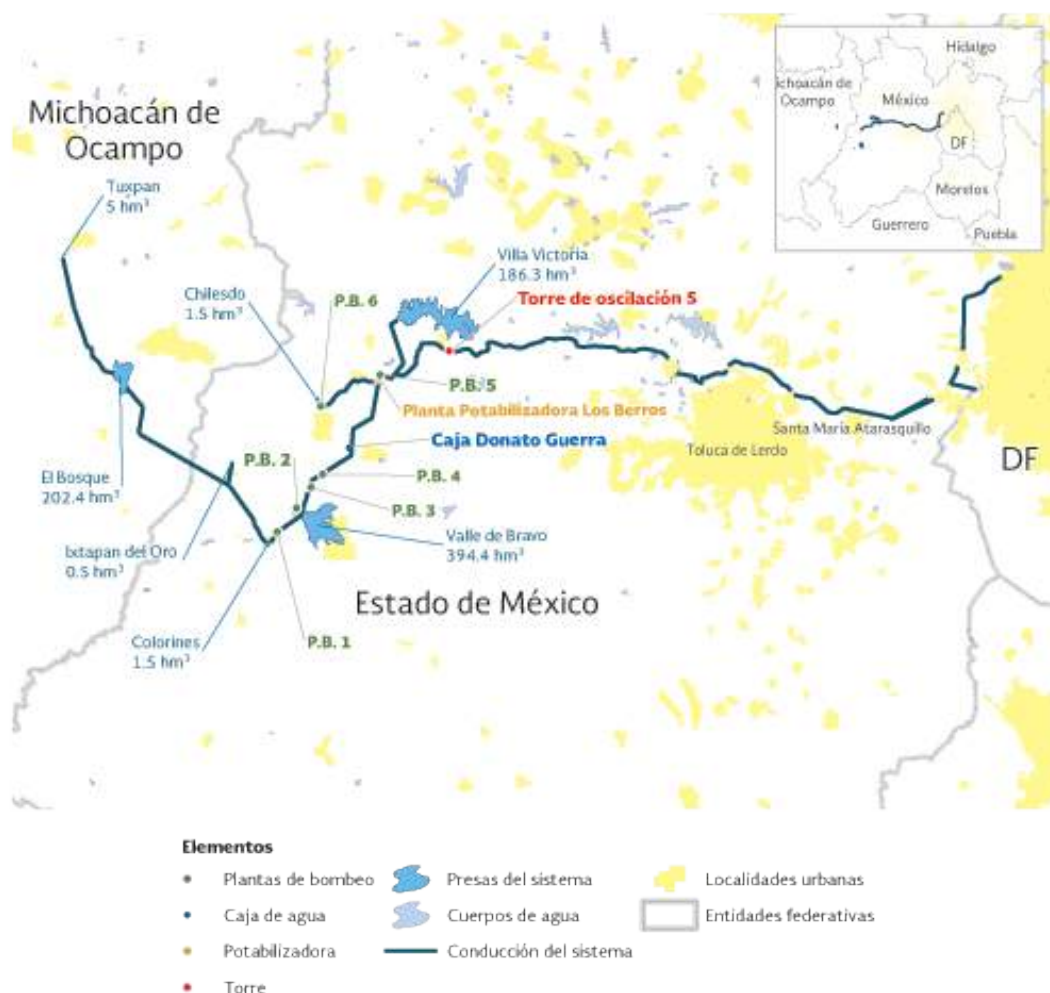 Hidalgo
ichoacán de
Ocampo
México
DF
Morelos
Guerrero
Puebla
Michoacán de
Ocampo
Tuxpan
5 hm³
Villa Victoria
186.3 hm³
Chilesdo
1.5 hm³
P.B. 6
Torre de oscilación 5
P.B. 5
Planta Potabilizadora Los Berros
Caja Donato Guerra
Santa María Atarasquillo
Toluca de Lerdo
DF
P.B. 2
P.B. 4
El Bosque
202.4 hm³
P.B. 3
Valle de Bravo
394.4 hm³
Ixtapan del Oro
0.5 hm³
Estado de México
Colorines
1.5 hm³
P.B. 1
Elementos
Plantas de bombeo
Presas del sistema
Localidades urbanas
Caja de agua
Cuerpos de agua
Entidades federativas
Potabilizadora
Conducción del sistema
Torre